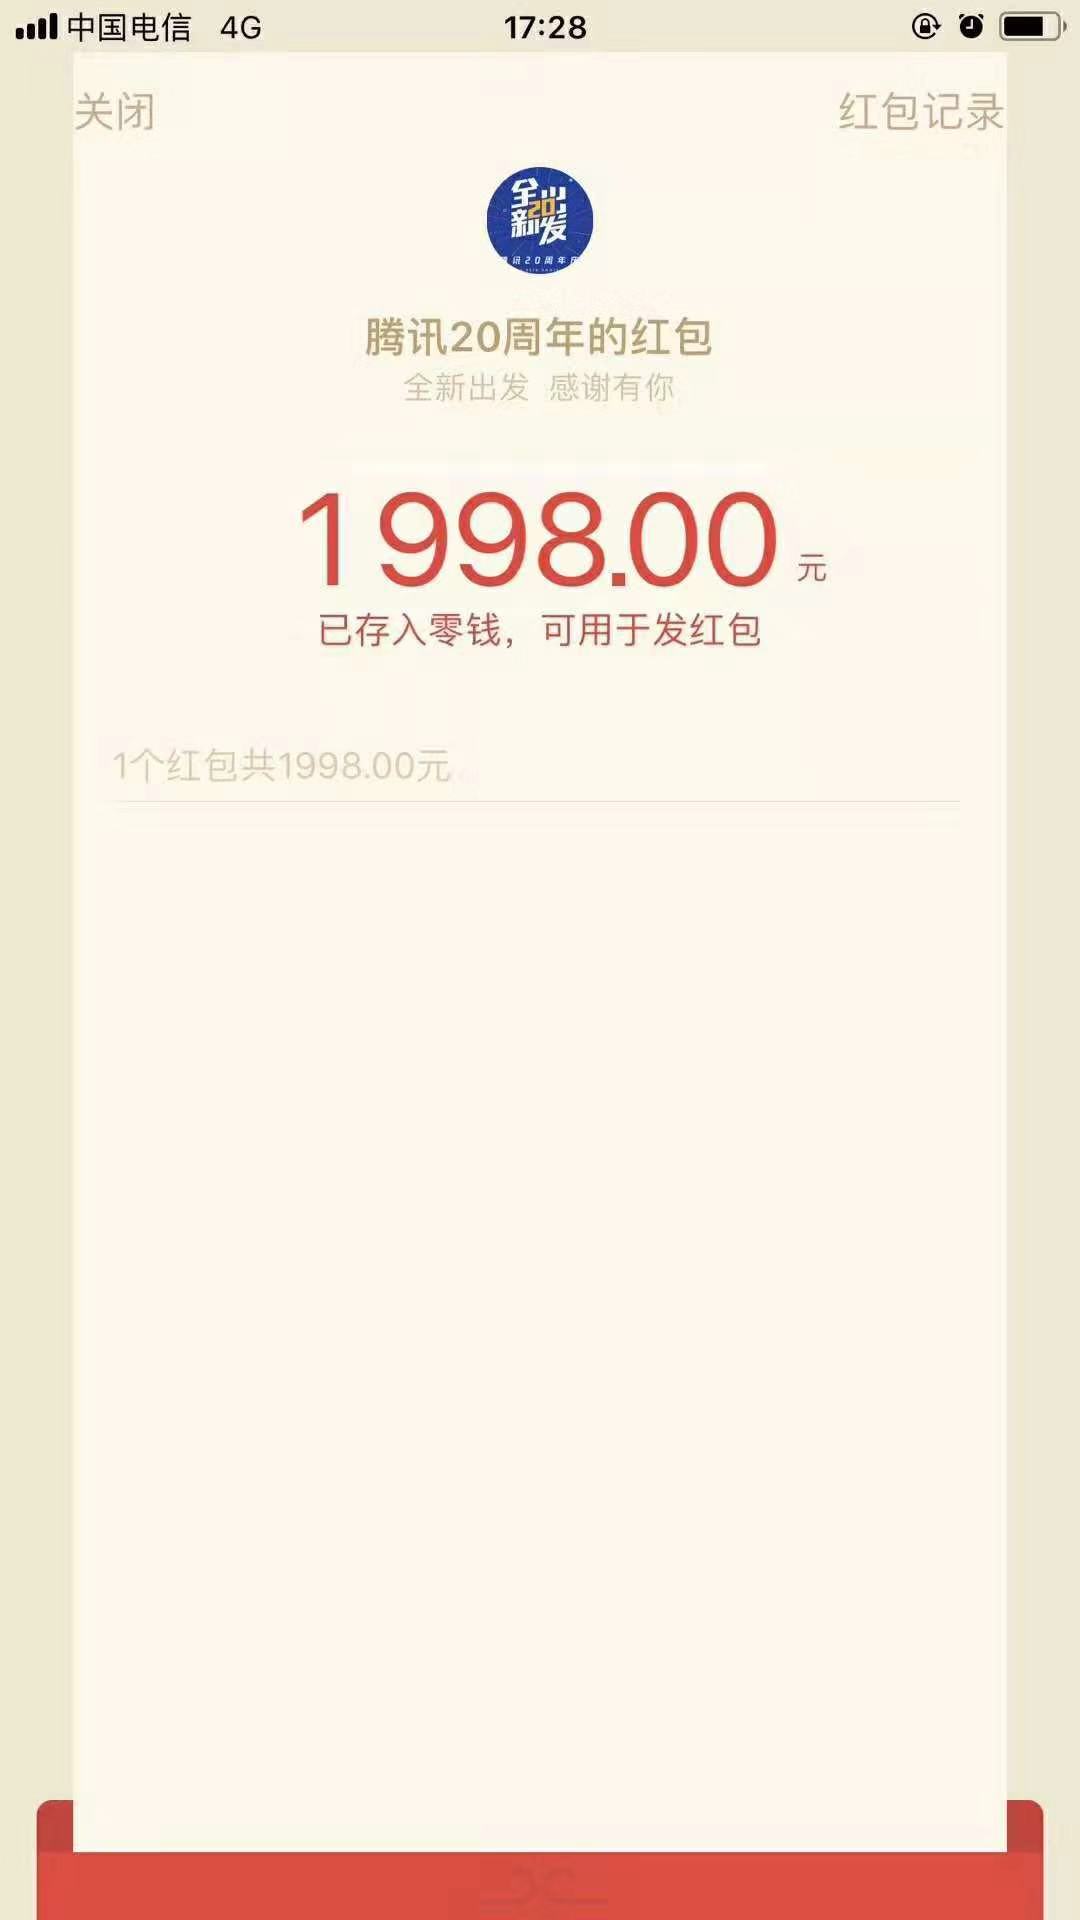 中国电信 4G 17:28
关闭 红包记录
全新出发
20
讯20周年
腾讯20周年的红包
全新出发 感谢有你
1998.00 元
已存入零钱，可用于发红包
1个红包共1998.00元